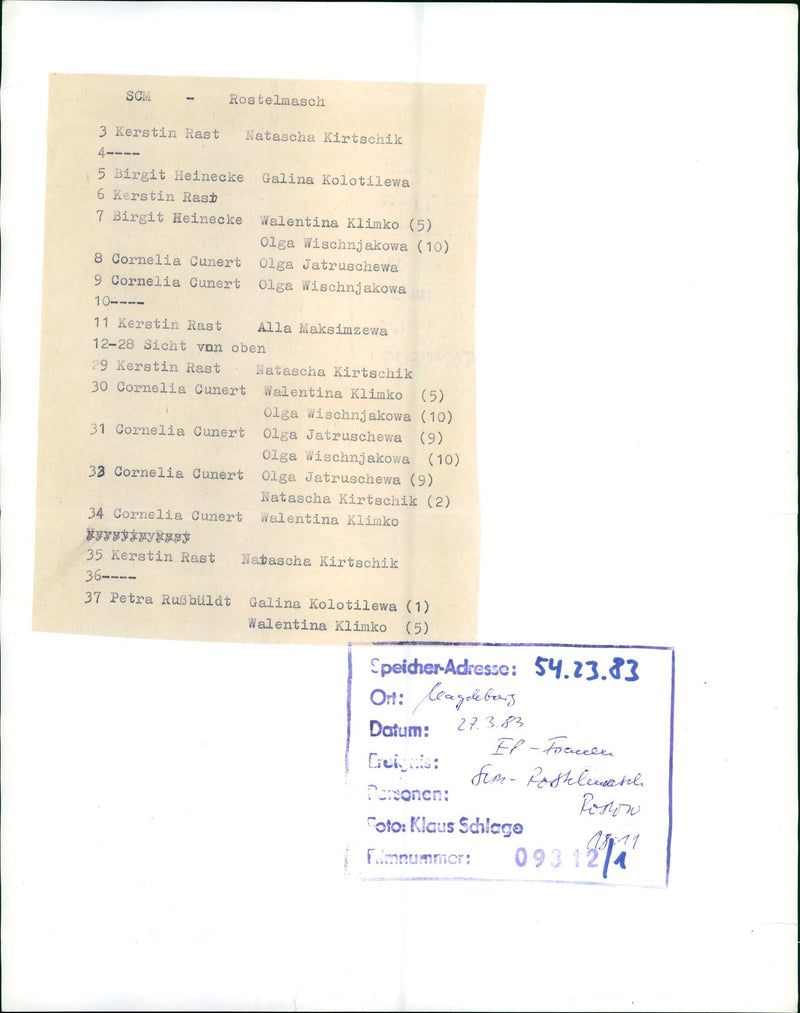 SCM - Rostelmasch
3 Kerstin Rast Natascha Kirtschik
4----
5 Birgit Heinecke Galina Kolotilewa
6 Kerstin Rast
7 Birgit Heinecke Walentina Klimko (5)
Olga Wischnjakowa (10)
8 Cornelia Cunert Olga Jatruschewa
9 Cornelia Cunert Olga Wischnjakowa
10----
11 Kerstin Rast Alla Maksimzewa
12-28 Sicht von oben
29 Kerstin Rast Natascha Kirtschik
30 Cornelia Cunert Walentina Klimko (5)
Olga Wischnjakowa (10)
31 Cornelia Cunert Olga Jatruschewa (9)
Olga Wischnjakowa (10)
33 Cornelia Cunert Olga Jatruschewa (9)
Natascha Kirtschik (2)
34 Cornelia Cunert Walentina Klimko
35 Kerstin Rast Natascha Kirtschik
36----
37 Petra Rußbüldt Galina Kolotilewa (1)
Walentina Klimko (5)
Speicher-Adresse: 54.23.83
Ort: Magdeburg
Datum: 27.3.83
EP - Frauen
Ereignis:
SCM - Rostelmasch
Personen:
Rostow
Foto: Klaus Schlage
Filmnummer: 09312/1